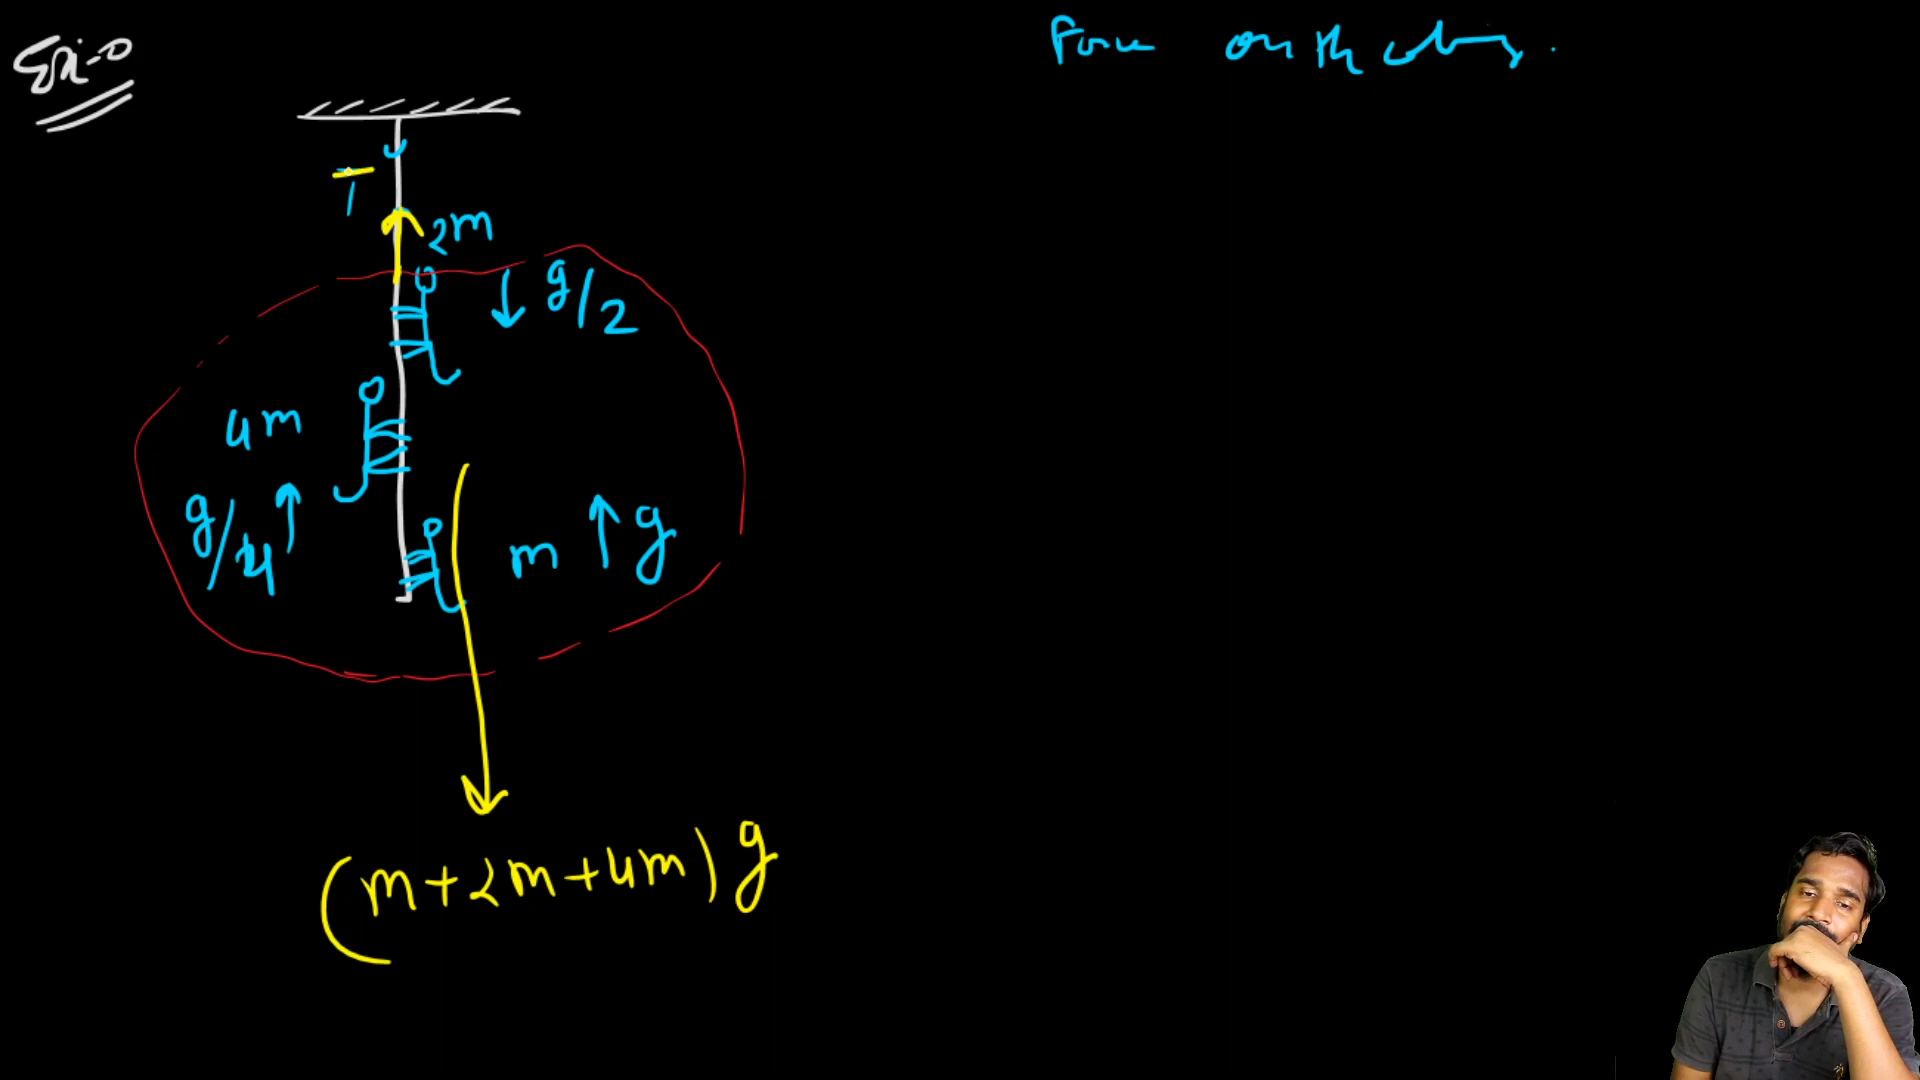 Force on the ceiling.
T
2m
↓ g/2
4m
g/4 ↑
m ↑ g
(m+2m+4m)g